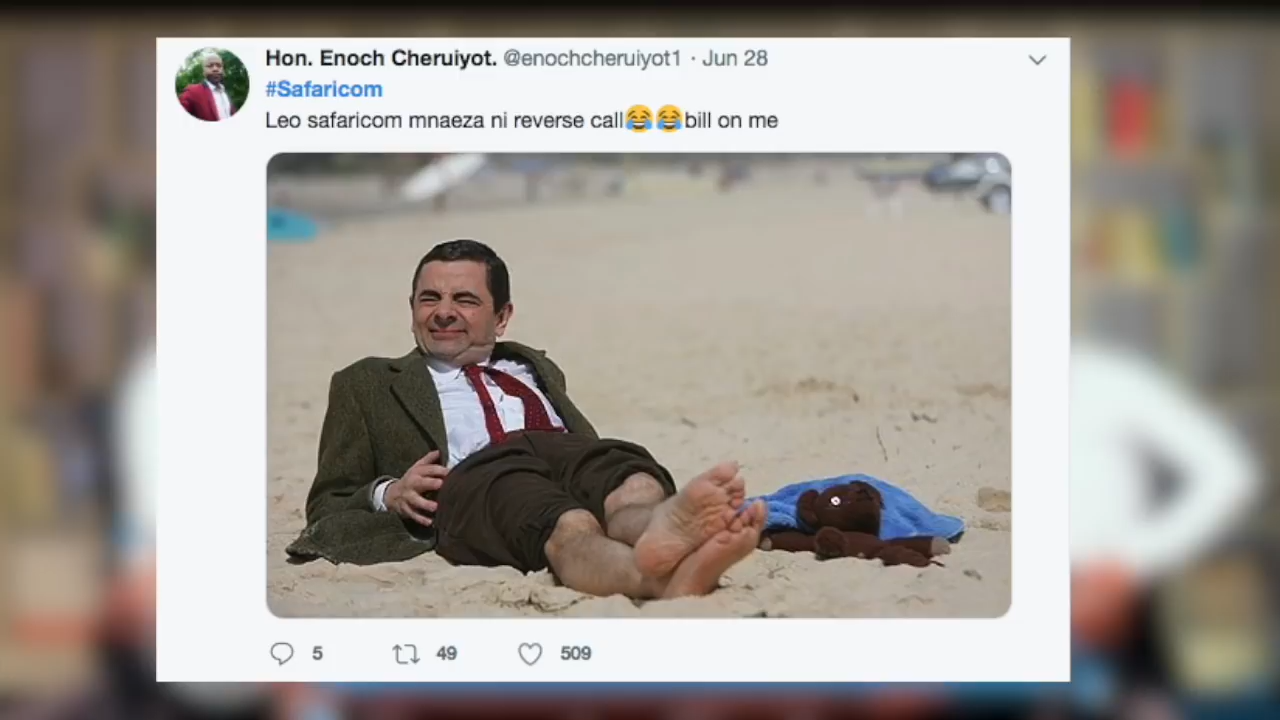 Hon. Enoch Cheruiyot. @enochcheruiyot1 · Jun 28
#Safaricom
Leo safaricom mnaeza ni reverse call😂😂bill on me
5 49 509